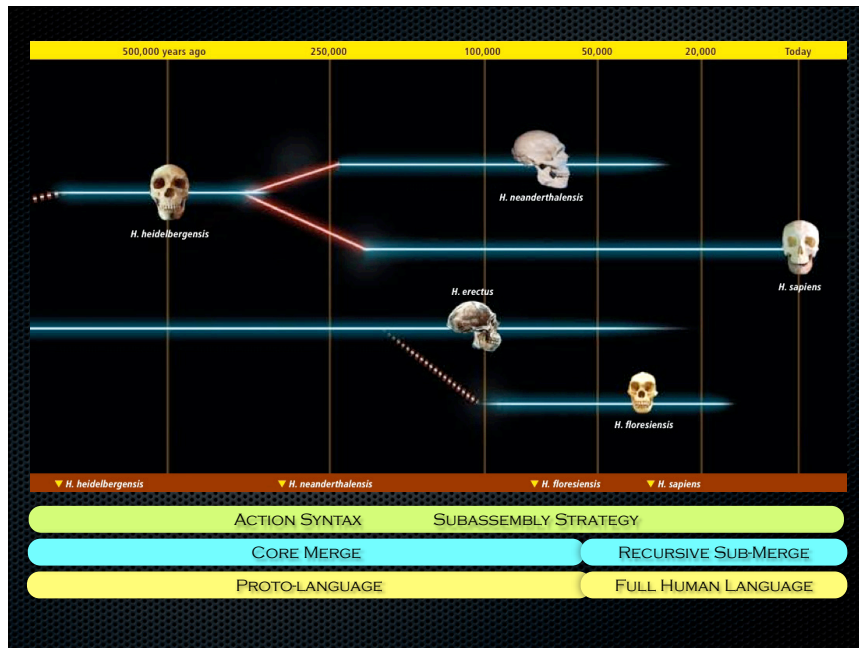 500,000 years ago 250,000 100,000 50,000 20,000 Today
H. neanderthalensis
H. heidelbergensis
H. sapiens
H. erectus
H. floresiensis
H. heidelbergensis H. neanderthalensis H. floresiensis H. sapiens
Action Syntax Subassembly Strategy
Core Merge Recursive Sub-Merge
Proto-language Full Human Language